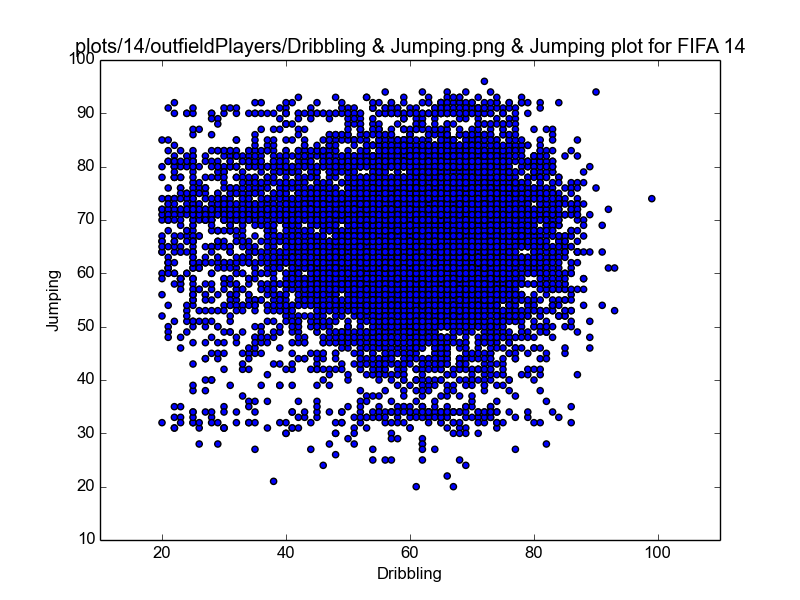 plots/14/outfieldPlayers/Dribbling & Jumping.png & Jumping plot for FIFA 14
100
90
80
70
60
50
40
30
20
10
Jumping
20 40 60 80 100
Dribbling